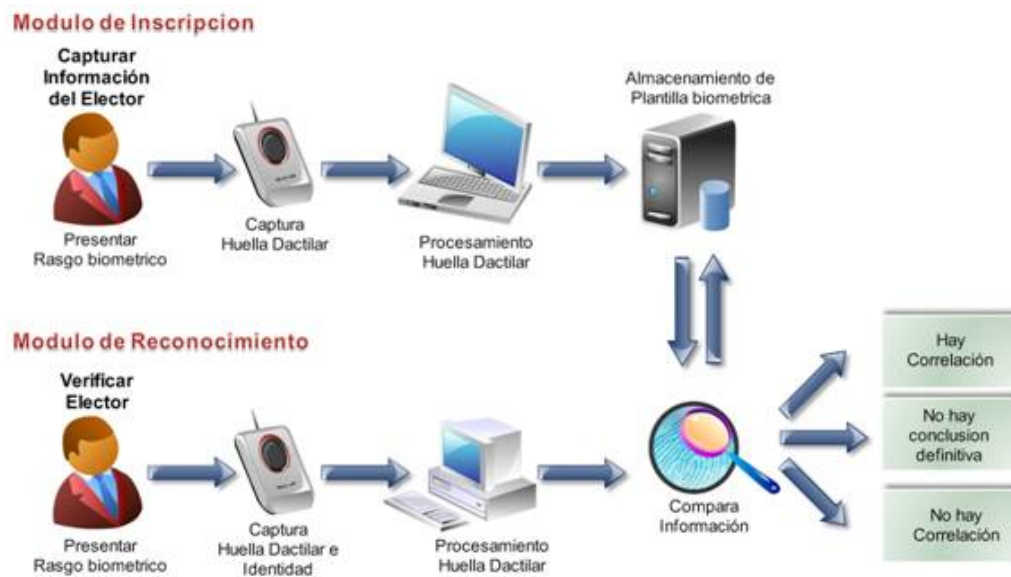 Modulo de Inscripcion
Capturar
Información
del Elector
Presentar
Rasgo biometrico
Captura
Huella Dactilar
Procesamiento
Huella Dactilar
Almacenamiento de
Plantilla biometrica
Modulo de Reconocimiento
Verificar
Elector
Presentar
Rasgo biometrico
Captura
Huella Dactilar e
Identidad
Procesamiento
Huella Dactilar
Compara
Información
Hay
Correlación
No hay
conclusion
definitiva
No hay
Correlación